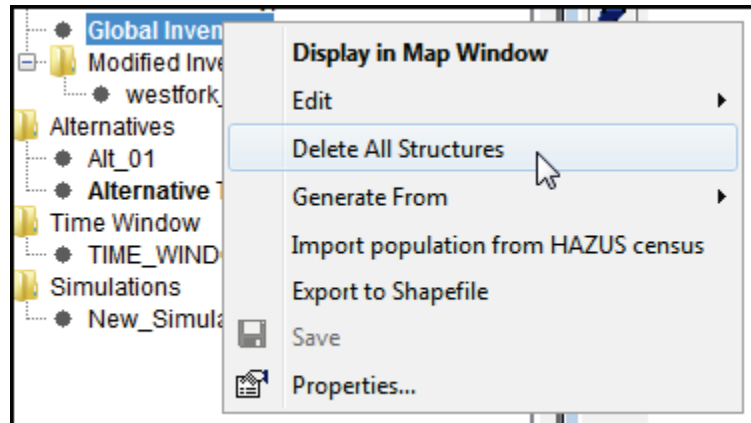 Global Inven
Modified Inve
westfork_
Alternatives
Alt_01
Alternative
Time Window
TIME_WIND
Simulations
New_Simula
Display in Map Window
Edit
Delete All Structures
Generate From
Import population from HAZUS census
Export to Shapefile
Save
Properties...